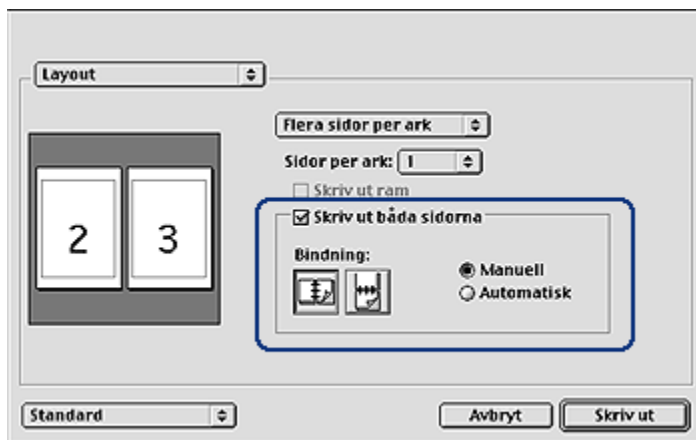 Layout
Flera sidor per ark
Sidor per ark: 1
Skriv ut ram
Skriv ut båda sidorna
2 3
Bindning:
Manuell
Automatisk
Standard
Avbryt Skriv ut